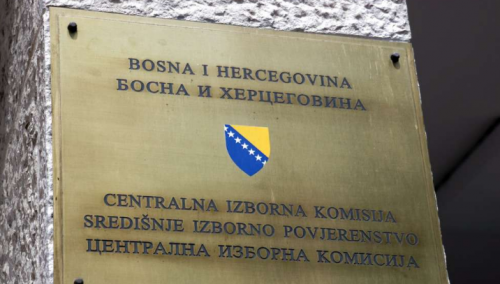 BOSNA I HERCEGOVINA
БОСНА И ХЕРЦЕГОВИНА
CENTRALNA IZBORNA KOMISIJA
SREDIŠNJE IZBORNO POVJERENSTVO
ЦЕНТРАЛНА ИЗБОРНА КОМИСИЈА